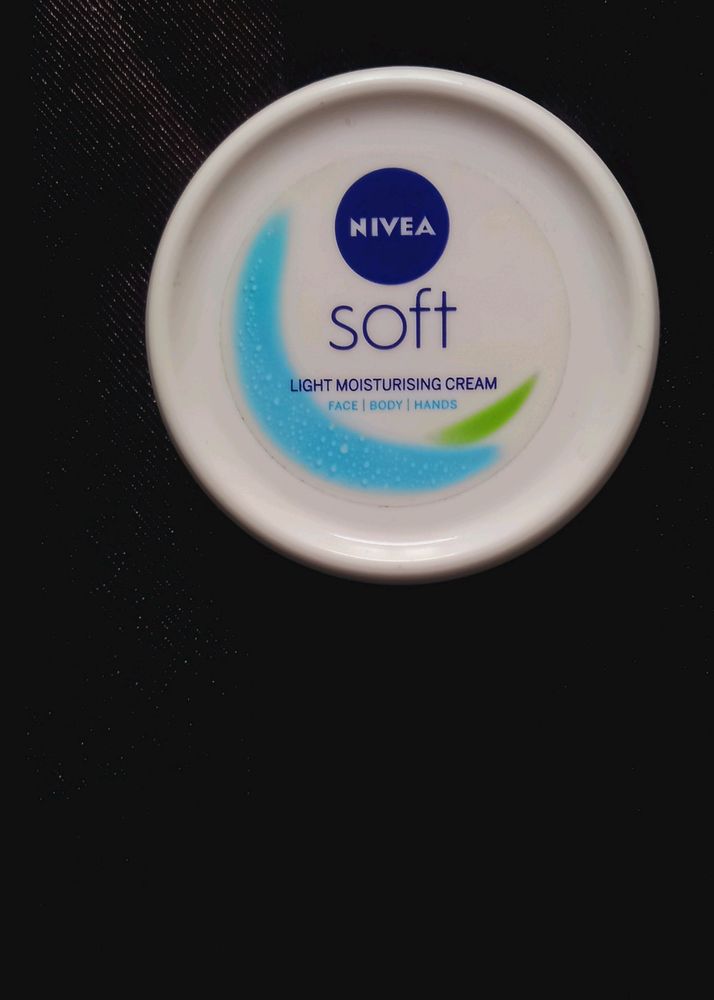 NIVEA
soft
LIGHT MOISTURISING CREAM
FACE | BODY | HANDS